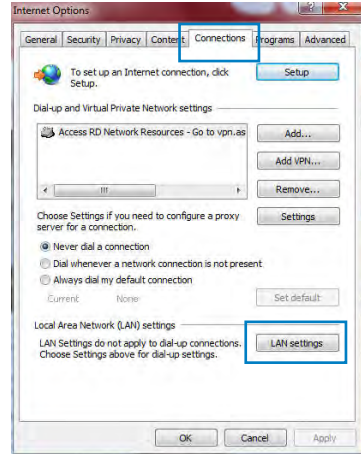 Internet Options
General Security Privacy Content Connections Programs Advanced
To set up an Internet connection, click
Setup.
Setup
Dial-up and Virtual Private Network settings
Access RD Network Resources - Go to vpn.as
Add...
Add VPN...
Remove...
Choose Settings if you need to configure a proxy
server for a connection.
Settings
Never dial a connection
Dial whenever a network connection is not present
Always dial my default connection
Current None
Set default
Local Area Network (LAN) settings
LAN Settings do not apply to dial-up connections.
Choose Settings above for dial-up settings.
LAN settings
OK Cancel Apply